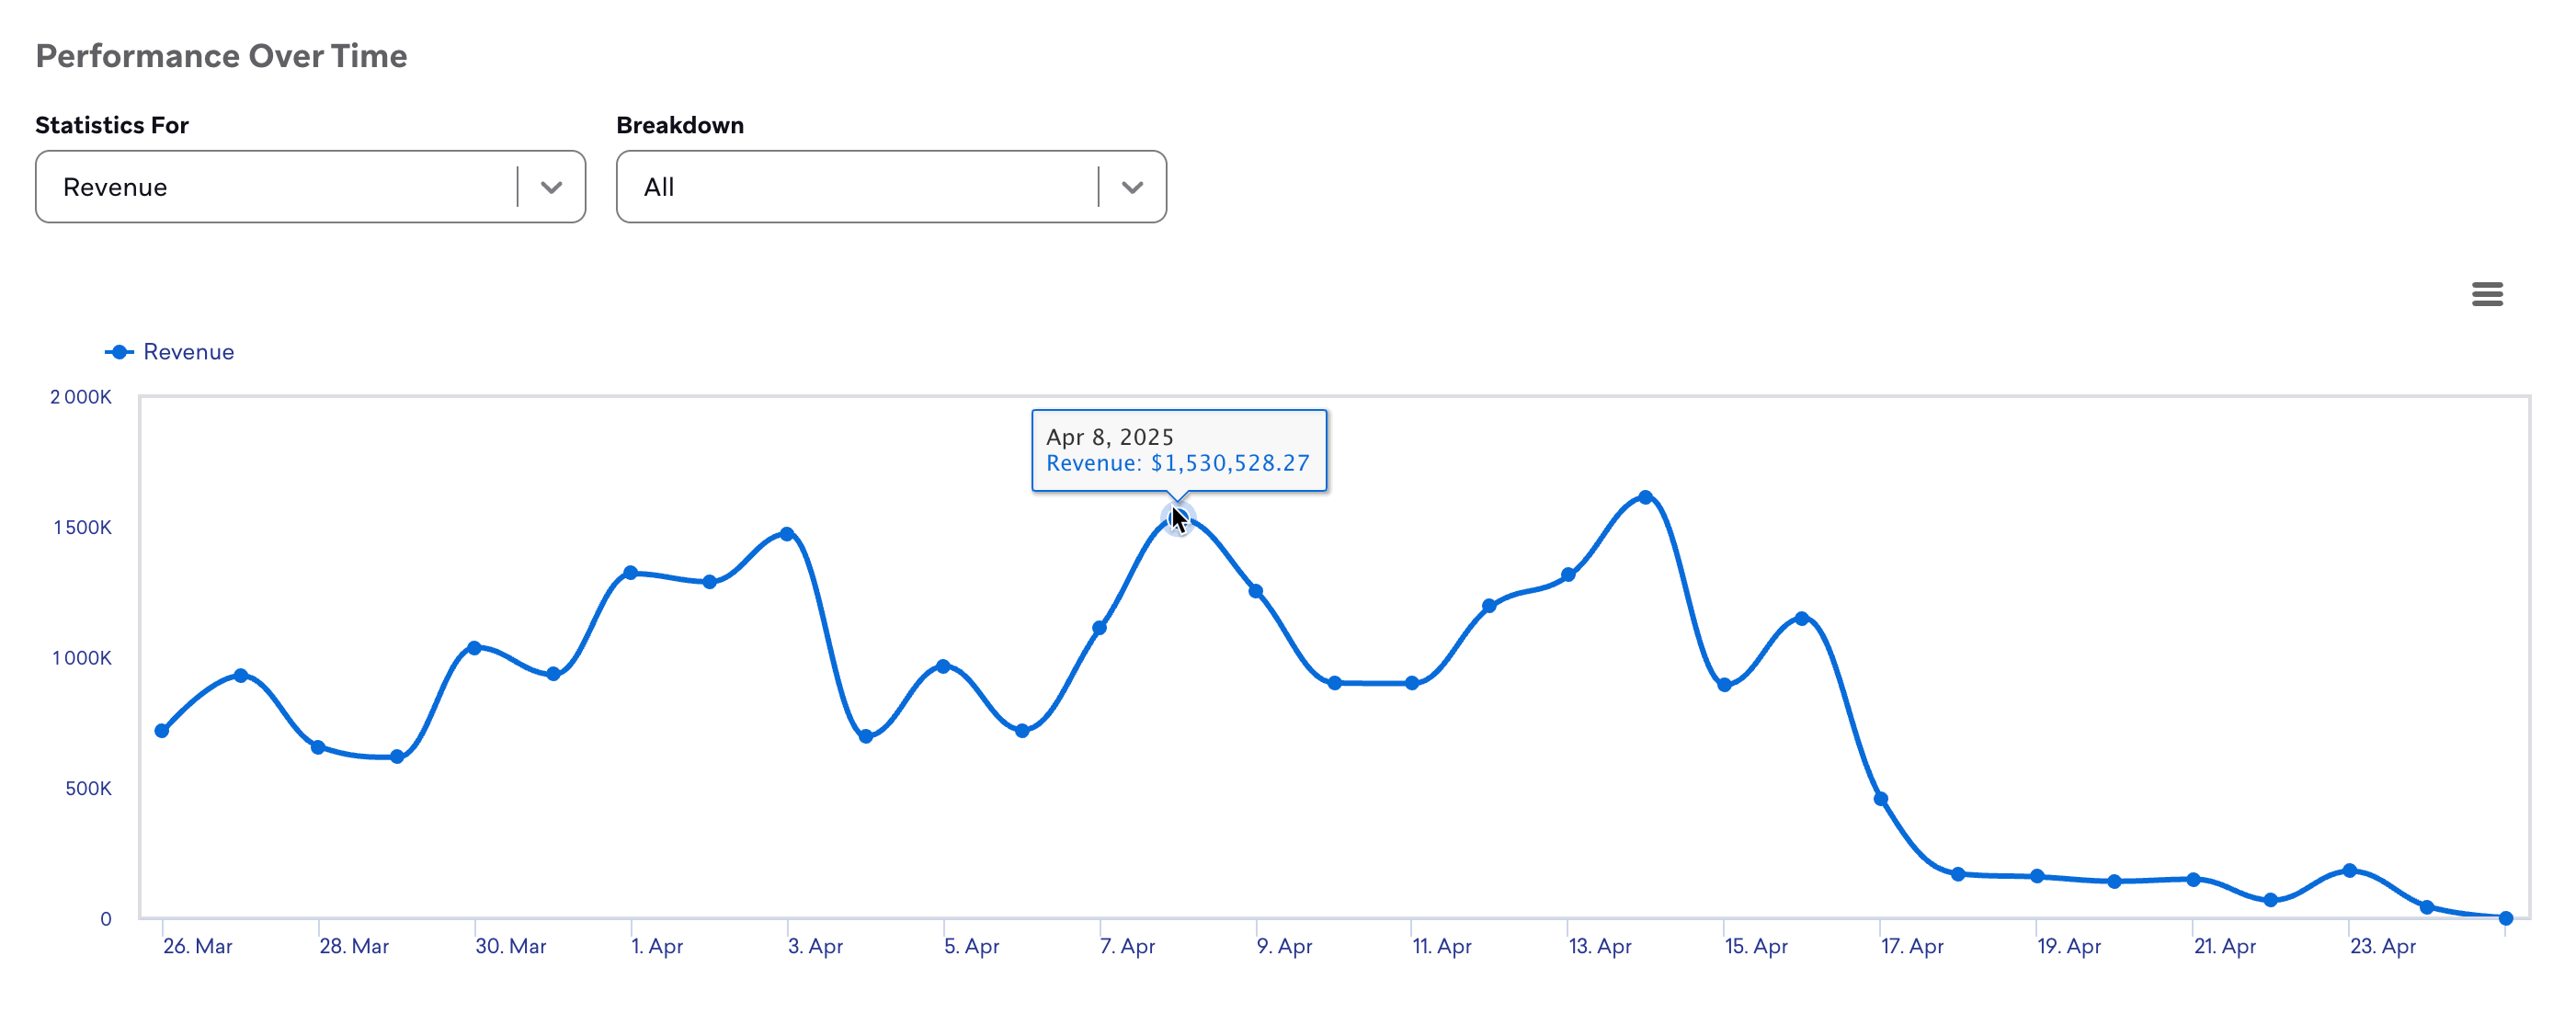 Performance Over Time
Statistics For
Breakdown
Revenue
All
Revenue
2 000K
1 500K
1 000K
500K
0
Apr 8, 2025
Revenue: $1,530,528.27
26. Mar
28. Mar
30. Mar
1. Apr
3. Apr
5. Apr
7. Apr
9. Apr
11. Apr
13. Apr
15. Apr
17. Apr
19. Apr
21. Apr
23. Apr